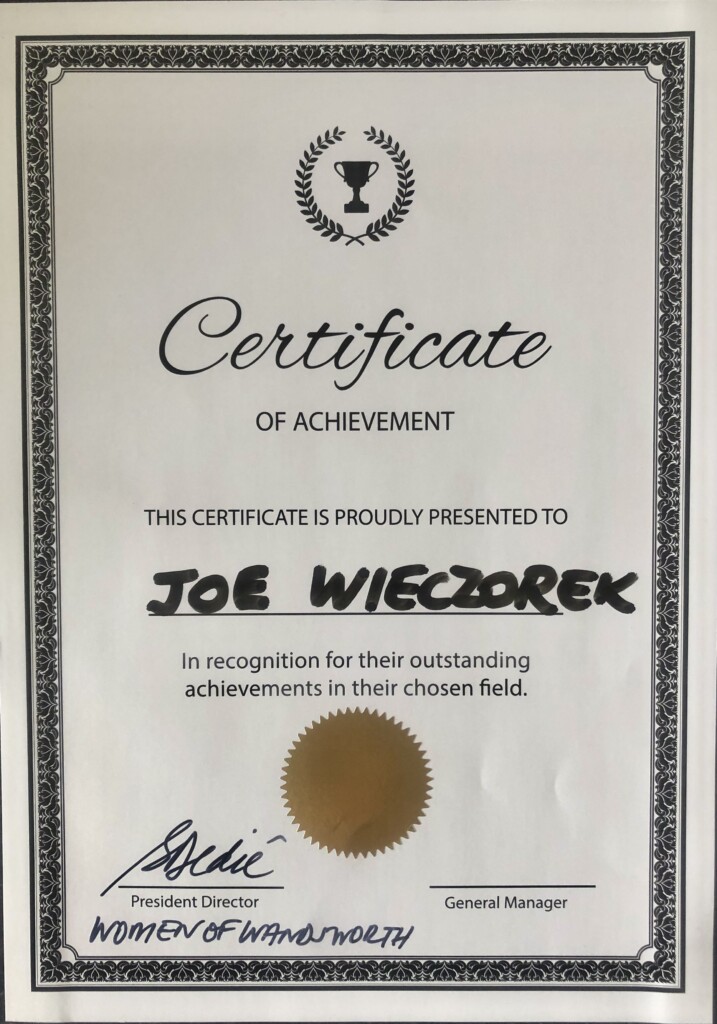 Certificate
OF ACHIEVEMENT
THIS CERTIFICATE IS PROUDLY PRESENTED TO
JOE WIECZOREK
In recognition for their outstanding
achievements in their chosen field.
President Director
General Manager
WOMEN OF WANDSWORTH